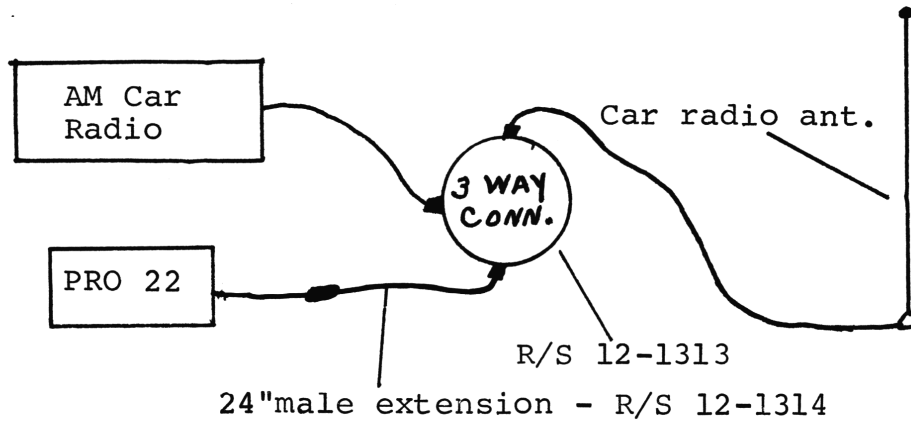 AM Car
Radio
Car radio ant.
3 WAY
CONN.
PRO 22
R/S 12-1313
24"male extension - R/S 12-1314